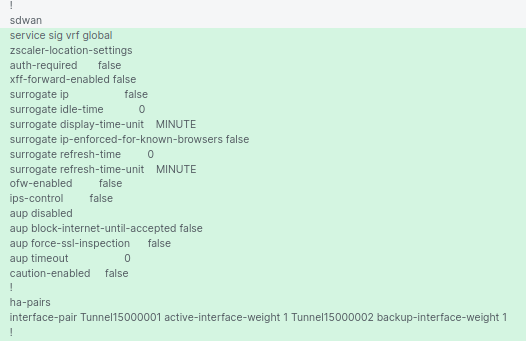 !
sdwan
service sig vrf global
zscaler-location-settings
auth-required false
xff-forward-enabled false
surrogate ip false
surrogate idle-time 0
surrogate display-time-unit MINUTE
surrogate ip-enforced-for-known-browsers false
surrogate refresh-time 0
surrogate refresh-time-unit MINUTE
ofw-enabled false
ips-control false
aup disabled
aup block-internet-until-accepted false
aup force-ssl-inspection false
aup timeout 0
caution-enabled false
!
ha-pairs
interface-pair Tunnel15000001 active-interface-weight 1 Tunnel15000002 backup-interface-weight 1
!